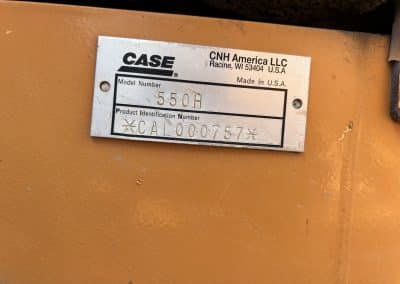 CASE
CNH America LLC
Racine, WI 53404 U.S.A
Made in U.S.A.
Model Number
550H
Product Identification Number
*CAL000757*